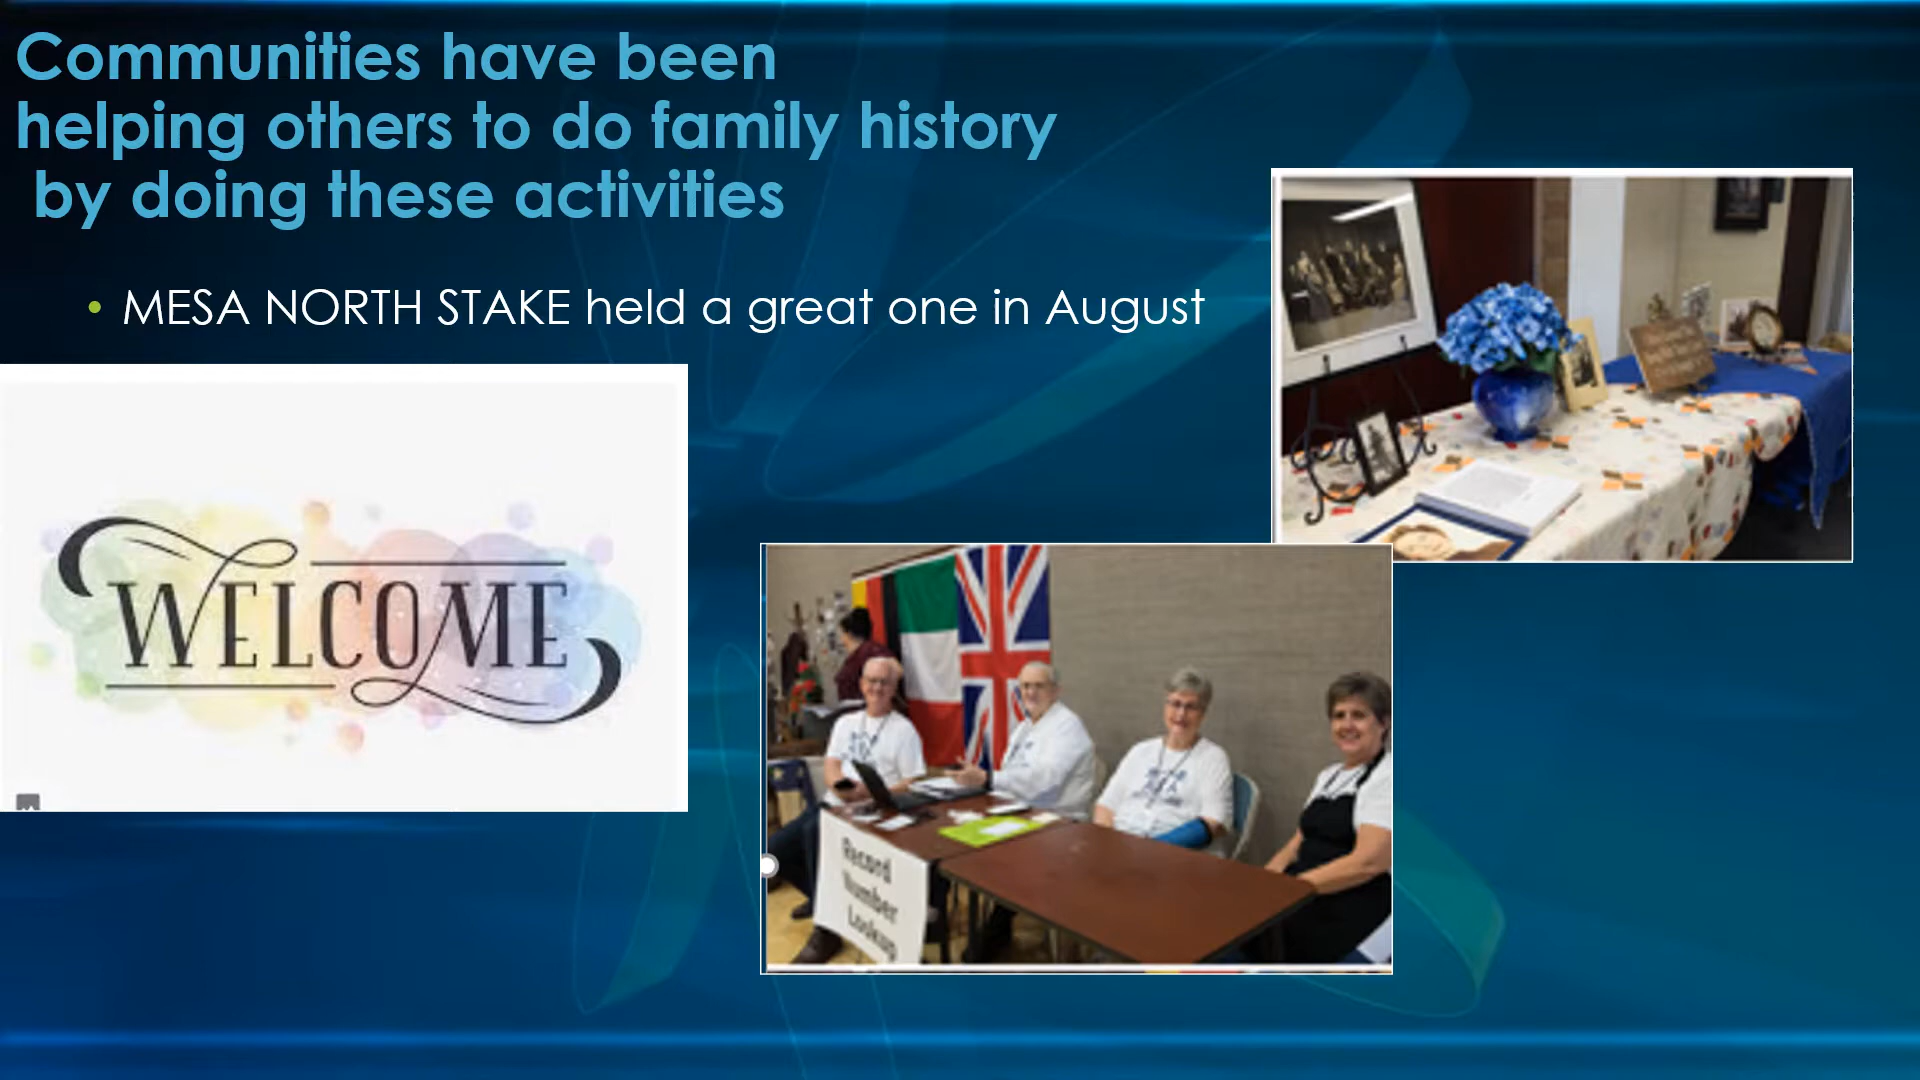 Communities have been
helping others to do family history
by doing these activities
• MESA NORTH STAKE held a great one in August
WELCOME
Record
Number
Lookup